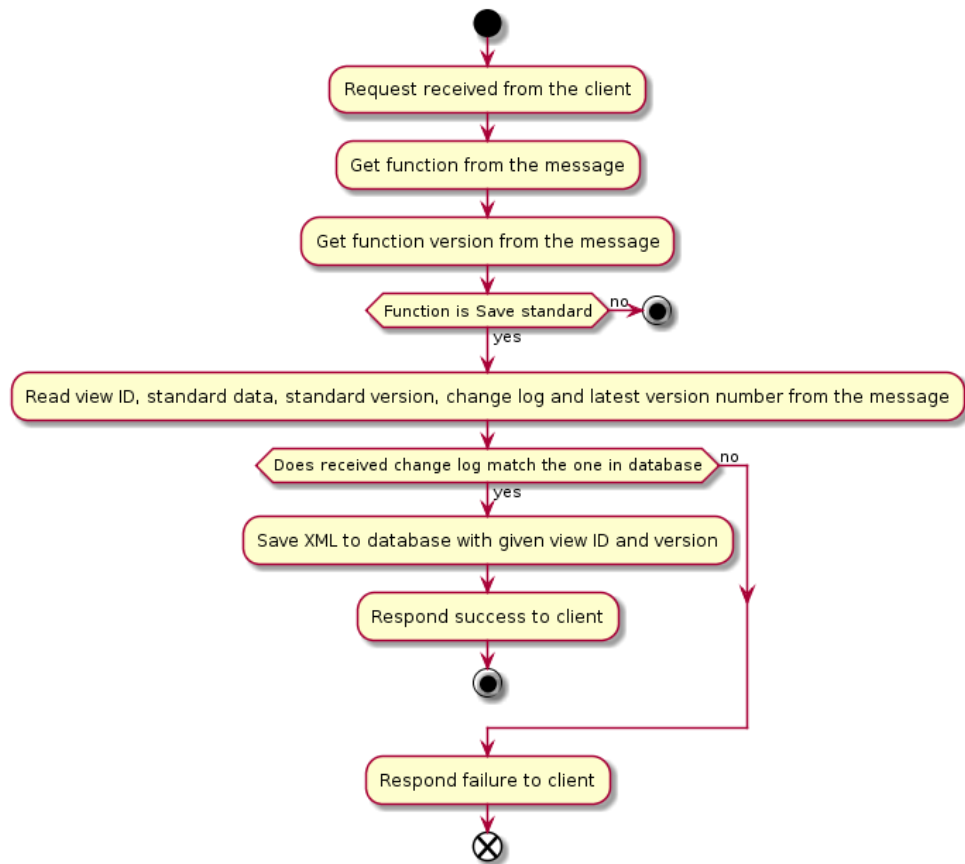 Request received from the client
Get function from the message
Get function version from the message
Function is Save standard
no
yes
Read view ID, standard data, standard version, change log and latest version number from the message
Does received change log match the one in database
no
yes
Save XML to database with given view ID and version
Respond success to client
Respond failure to client